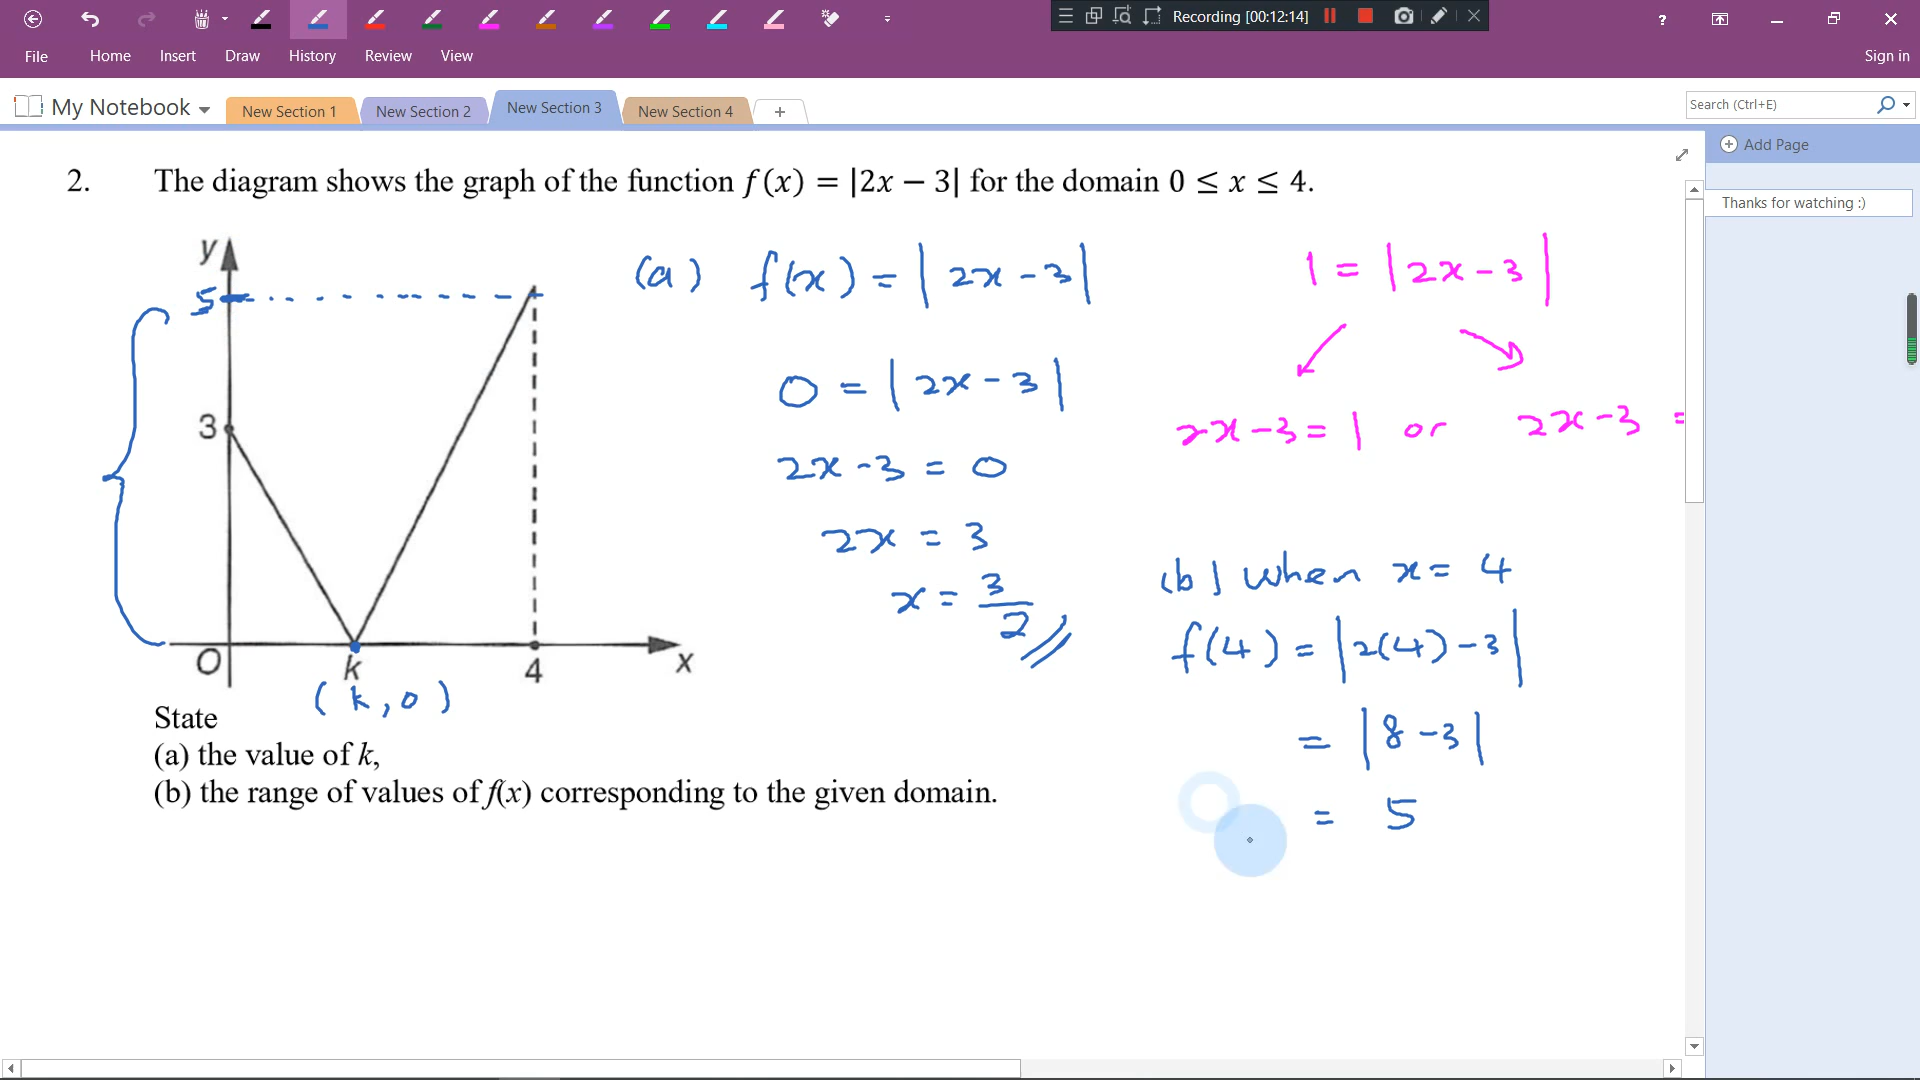 Recording [00:12:14]
File Home Insert Draw History Review View
Sign in
My Notebook
New Section 1
New Section 2
New Section 3
New Section 4
+
Search (Ctrl+E)
Add Page
Thanks for watching :)
2. The diagram shows the graph of the function f(x) = |2x − 3| for the domain 0 ≤ x ≤ 4.
y
5
3
O
k
4
x
(k, 0)
State
(a) the value of k,
(b) the range of values of f(x) corresponding to the given domain.
(a) f(x) = |2x - 3|
0 = |2x - 3|
2x - 3 = 0
2x = 3
x = 3/2
1 = |2x - 3|
2x - 3 = 1 or 2x - 3 =
(b) when x = 4
f(4) = |2(4) - 3|
= |8 - 3|
= 5